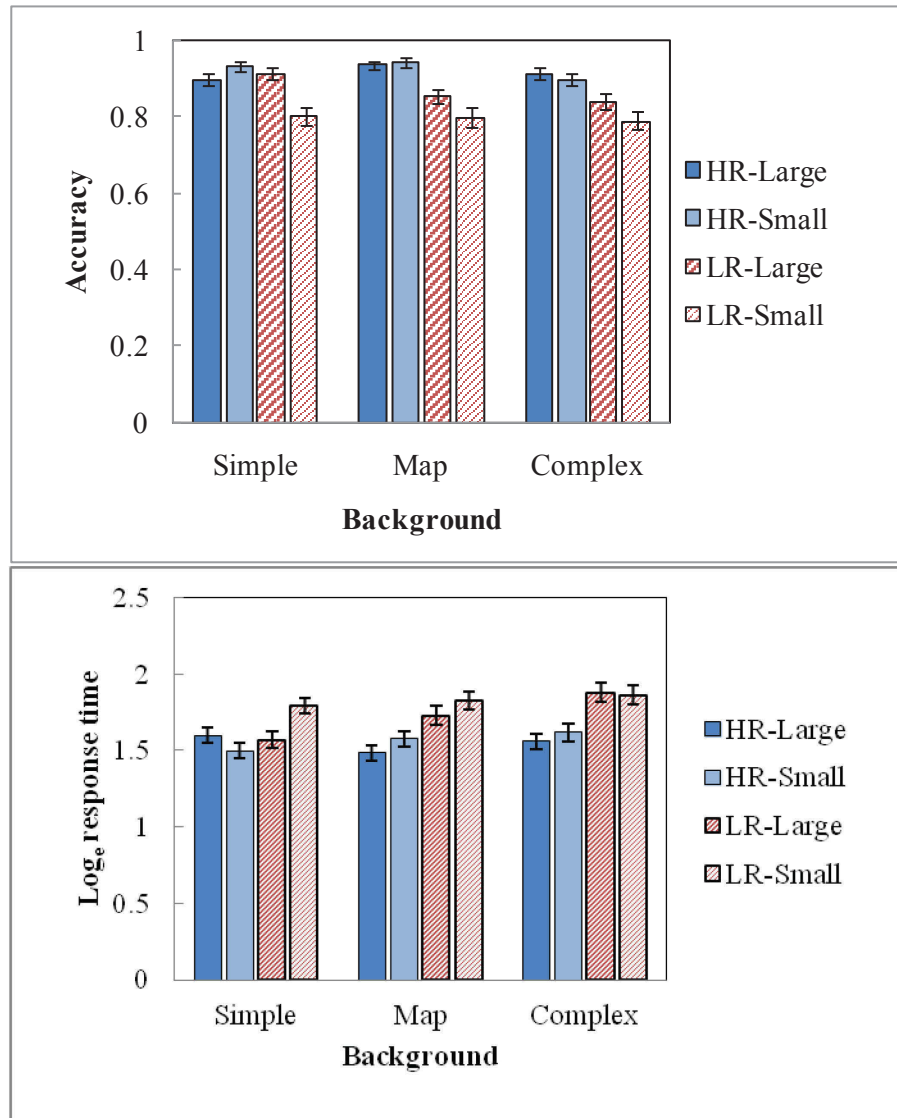 Accuracy
1
0.8
0.6
0.4
0.2
0
Simple Map Complex
Background
HR-Large
HR-Small
LR-Large
LR-Small
Logₑ response time
2.5
2
1.5
1
0.5
0
Simple Map Complex
Background
HR-Large
HR-Small
LR-Large
LR-Small